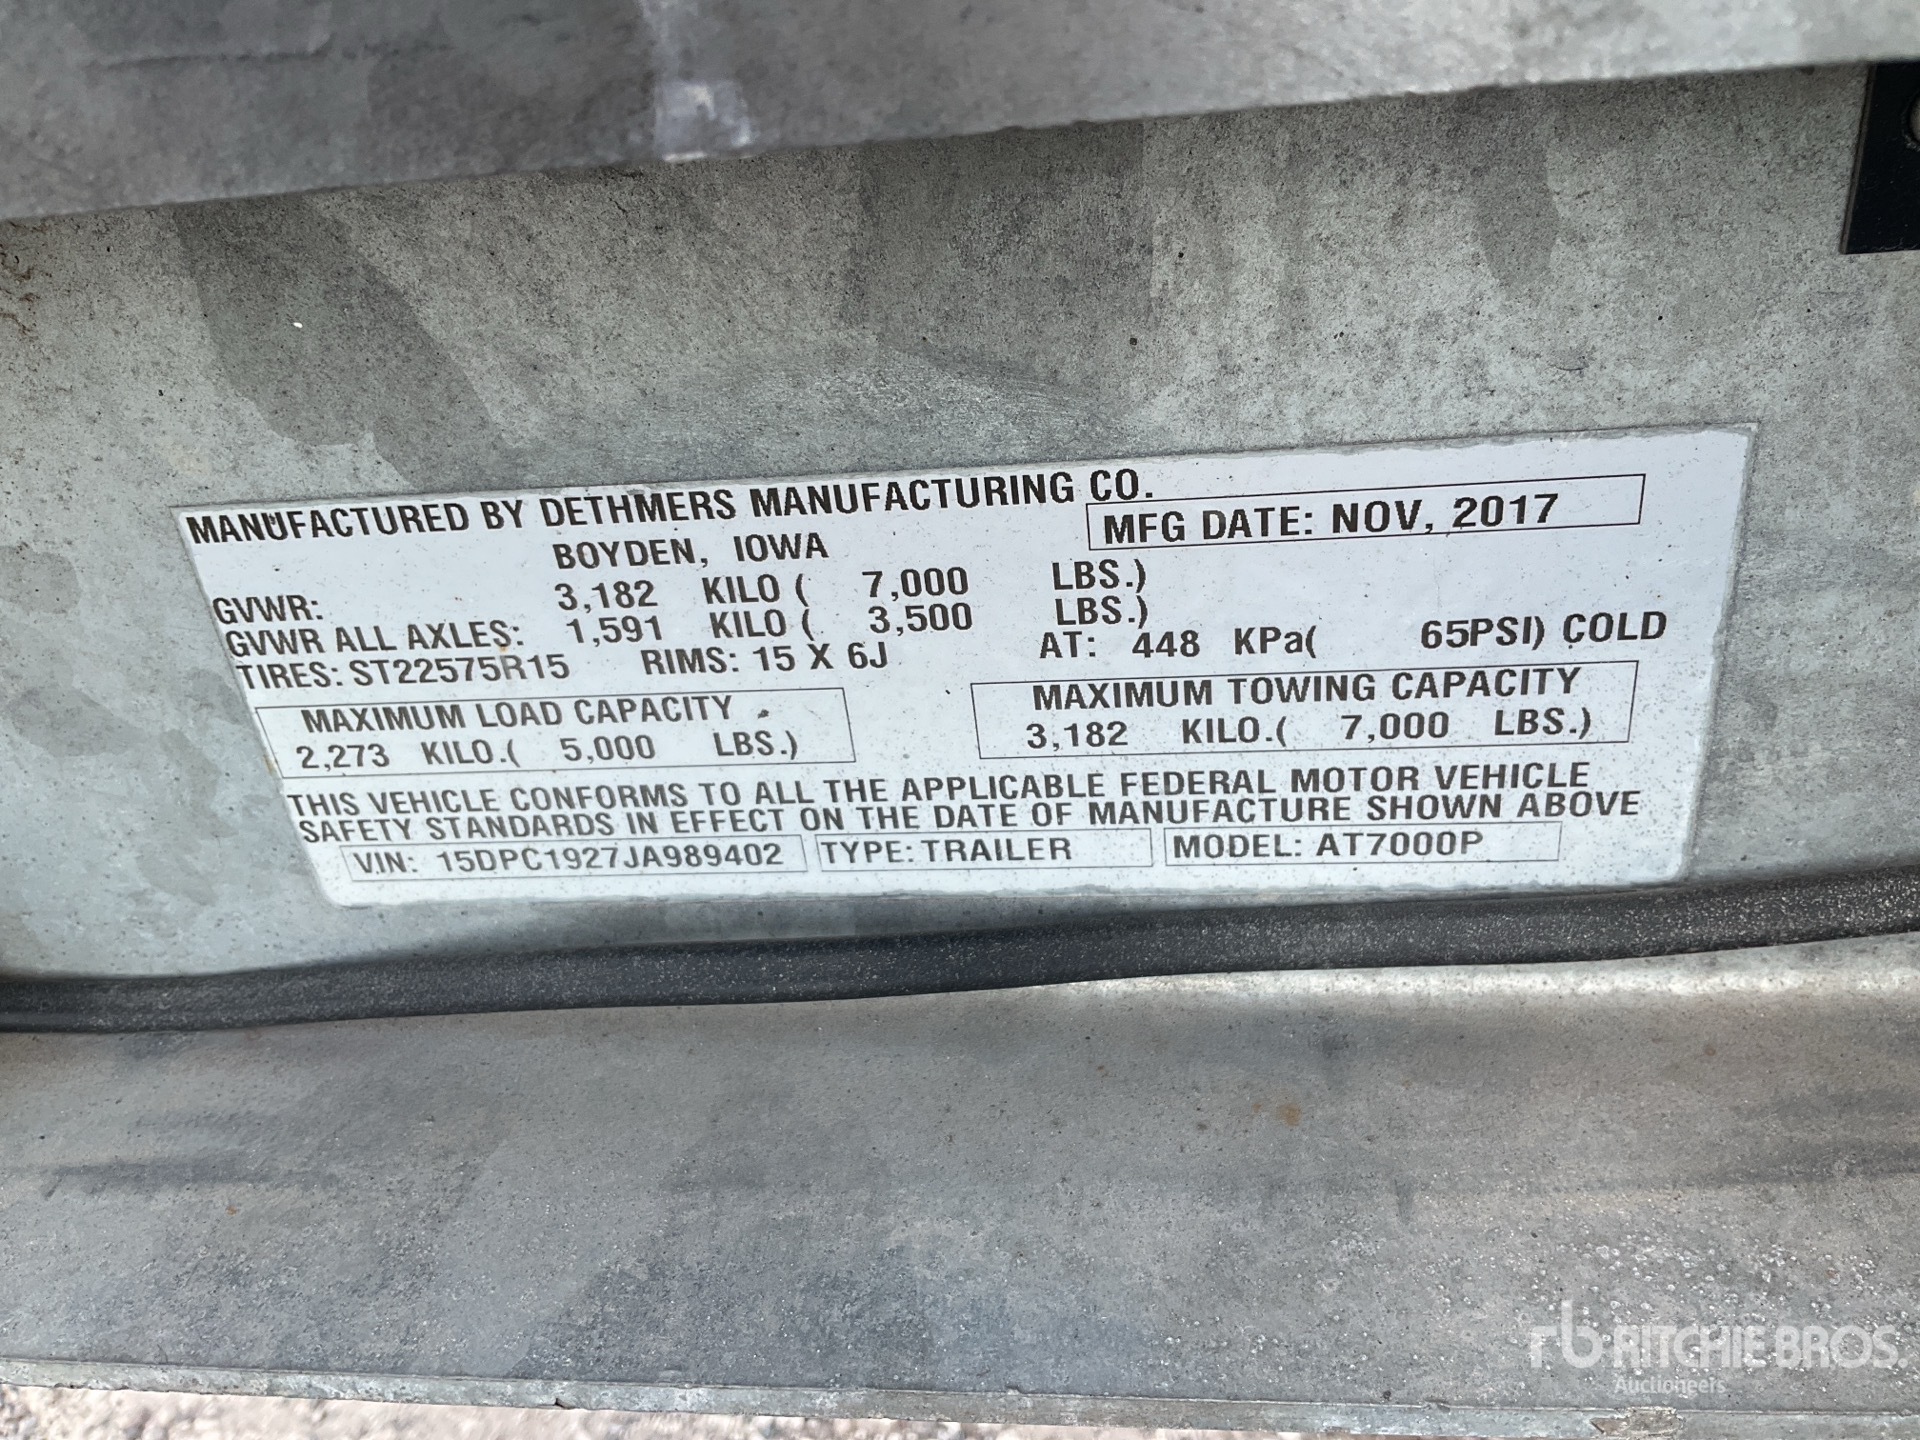 MANUFACTURED BY DETHMERS MANUFACTURING CO.
BOYDEN, IOWA
MFG DATE: NOV, 2017
GVWR: 3,182 KILO ( 7,000 LBS.)
GVWR ALL AXLES: 1,591 KILO ( 3,500 LBS.)
TIRES: ST22575R15 RIMS: 15 X 6J AT: 448 KPa( 65PSI) COLD
MAXIMUM LOAD CAPACITY
2,273 KILO.( 5,000 LBS.)
MAXIMUM TOWING CAPACITY
3,182 KILO.( 7,000 LBS.)
THIS VEHICLE CONFORMS TO ALL THE APPLICABLE FEDERAL MOTOR VEHICLE
SAFETY STANDARDS IN EFFECT ON THE DATE OF MANUFACTURE SHOWN ABOVE
V.IN: 15DPC1927JA989402 TYPE: TRAILER MODEL: AT7000P
rb RITCHIE BROS.
Auctioneers